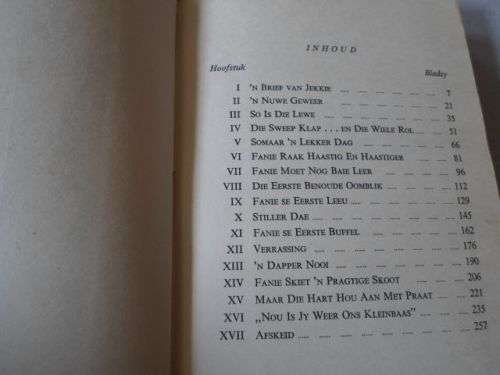 INHOUD
Hoofstuk Bladsy
I 'N BRIEF VAN JEKKIE 7
II 'N NUWE GEWEER 21
III SO IS DIE LEWE 35
IV DIE SWEEP KLAP . . . EN DIE WIELE ROL 51
V SOMAAR 'N LEKKER DAG 66
VI FANIE RAAK HAASTIG EN HAASTIGER 81
VII FANIE MOET NOG BAIE LEER 96
VIII DIE EERSTE BENOUDE OOMBLIK 112
IX FANIE SE EERSTE LEEU 129
X STILLER DAE 145
XI FANIE SE EERSTE BUFFEL 162
XII VERRASSING 176
XIII 'N DAPPER NOOI 190
XIV FANIE SKIET 'N PRAGTIGE SKOOT 206
XV MAAR DIE HART HOU AAN MET PRAAT 221
XVI „NOU IS JY WEER ONS KLEINBAAS” 235
XVII AFSKEID 257